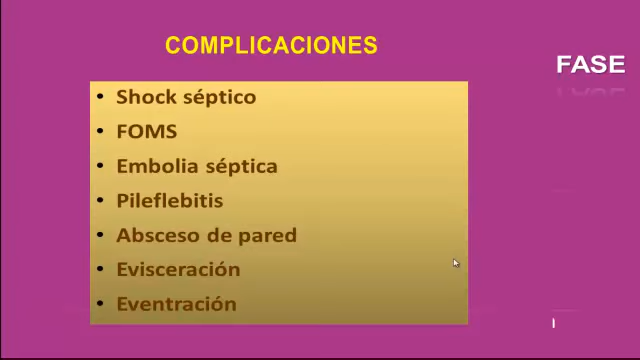 COMPLICACIONES
FASE
• Shock séptico
• FOMS
• Embolia séptica
• Pileflebitis
• Absceso de pared
• Evisceración
• Eventración